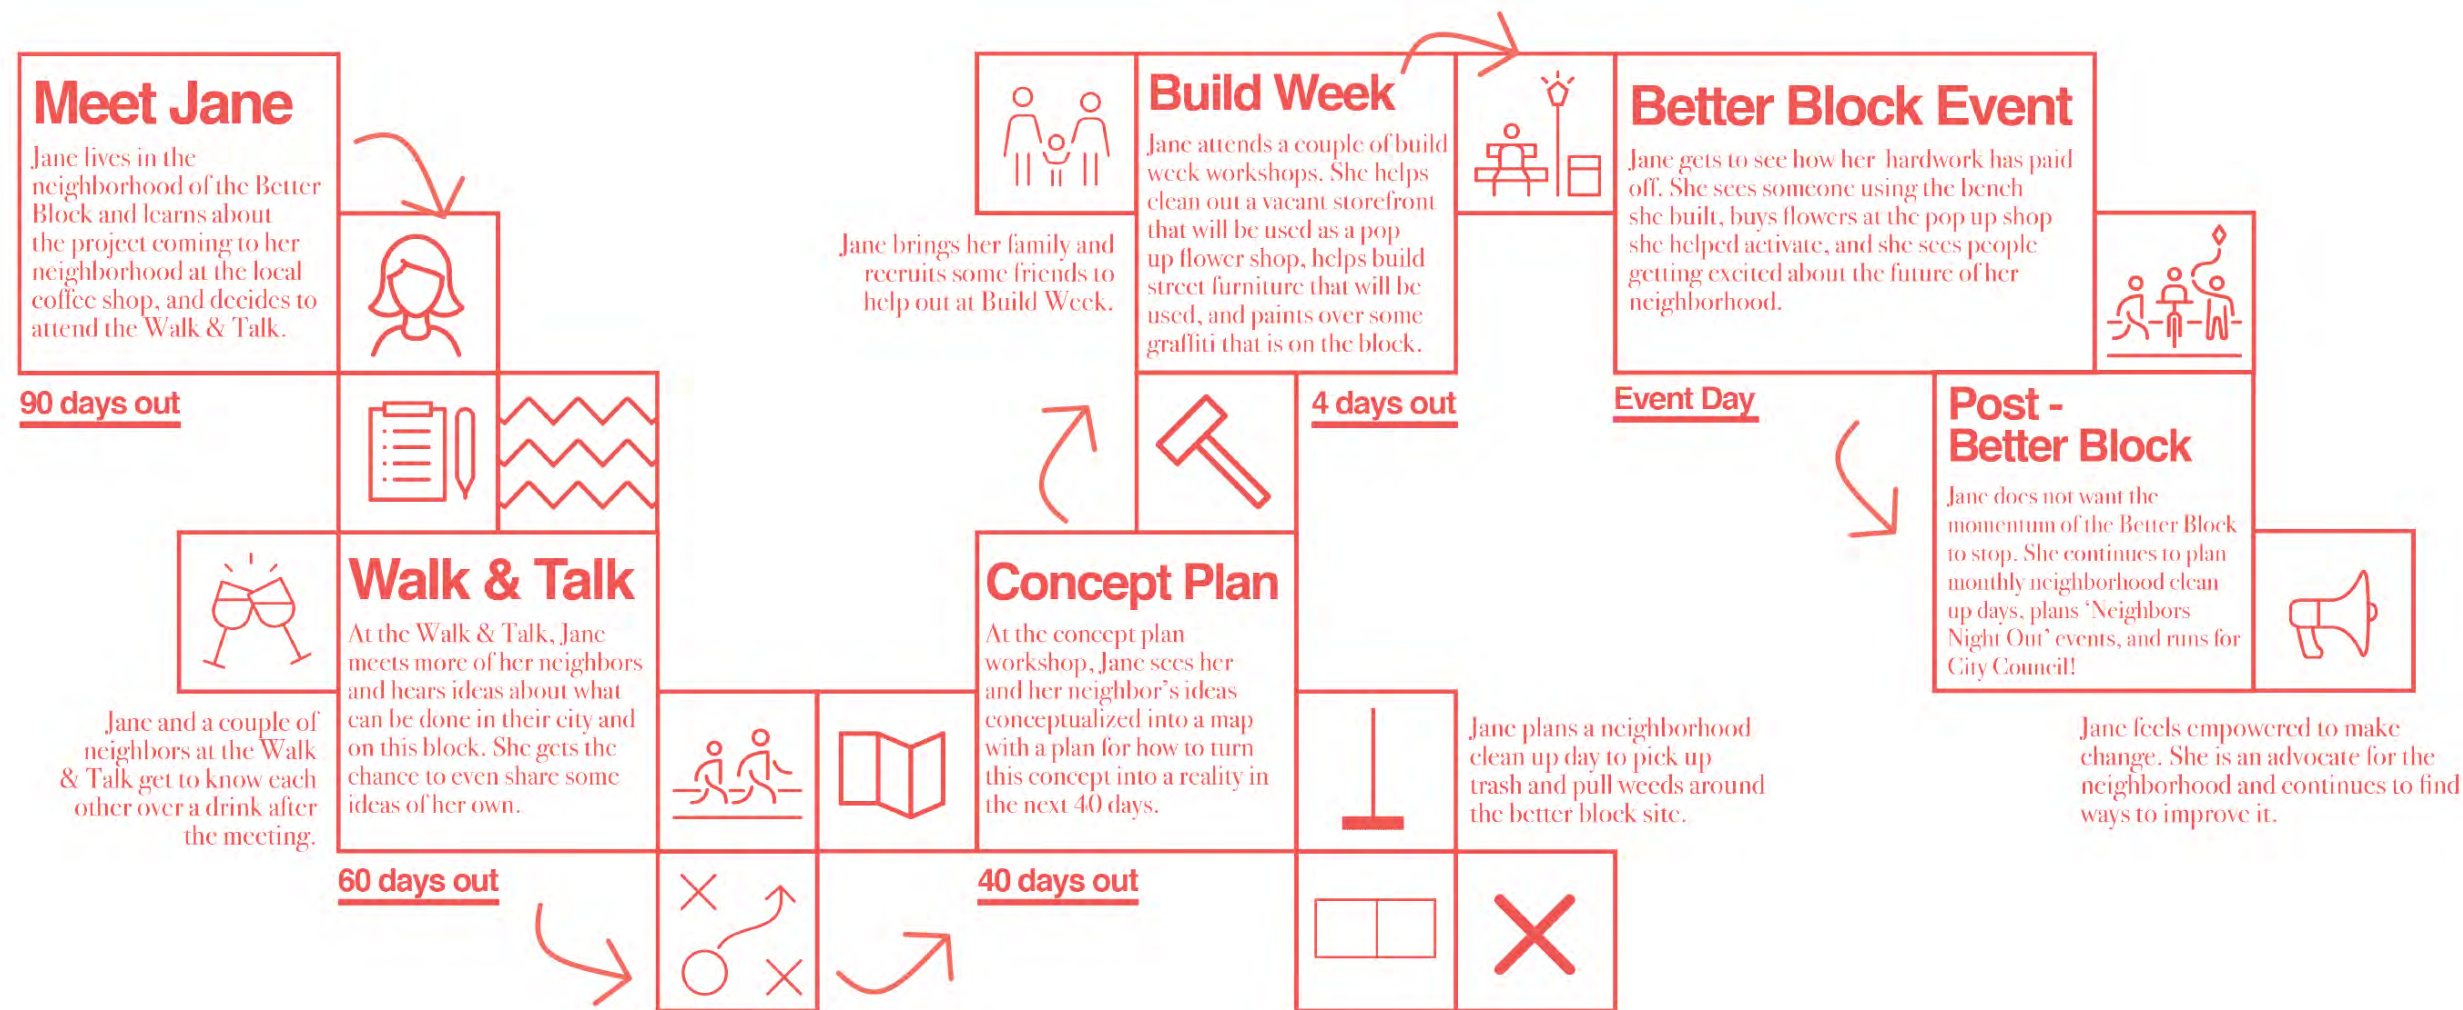 Meet Jane
Jane lives in the
neighborhood of the Better
Block and learns about
the project coming to her
neighborhood at the local
coffee shop, and decides to
attend the Walk & Talk.
90 days out
Jane and a couple of
neighbors at the Walk
& Talk get to know each
other over a drink after
the meeting.
Walk & Talk
At the Walk & Talk, Jane
meets more of her neighbors
and hears ideas about what
can be done in their city and
on this block. She gets the
chance to even share some
ideas of her own.
60 days out
Concept Plan
At the concept plan
workshop, Jane sees her
and her neighbor’s ideas
conceptualized into a map
with a plan for how to turn
this concept into a reality in
the next 40 days.
40 days out
Jane plans a neighborhood
clean up day to pick up
trash and pull weeds around
the better block site.
Jane brings her family and
recruits some friends to
help out at Build Week.
Build Week
Jane attends a couple of build
week workshops. She helps
clean out a vacant storefront
that will be used as a pop
up flower shop, helps build
street furniture that will be
used, and paints over some
graffiti that is on the block.
4 days out
Better Block Event
Jane gets to see how her hardwork has paid
off. She sees someone using the bench
she built, buys flowers at the pop up shop
she helped activate, and she sees people
getting excited about the future of her
neighborhood.
Event Day
Post -
Better Block
Jane does not want the
momentum of the Better Block
to stop. She continues to plan
monthly neighborhood clean
up days, plans ‘Neighbors
Night Out’ events, and runs for
City Council!
Jane feels empowered to make
change. She is an advocate for the
neighborhood and continues to find
ways to improve it.